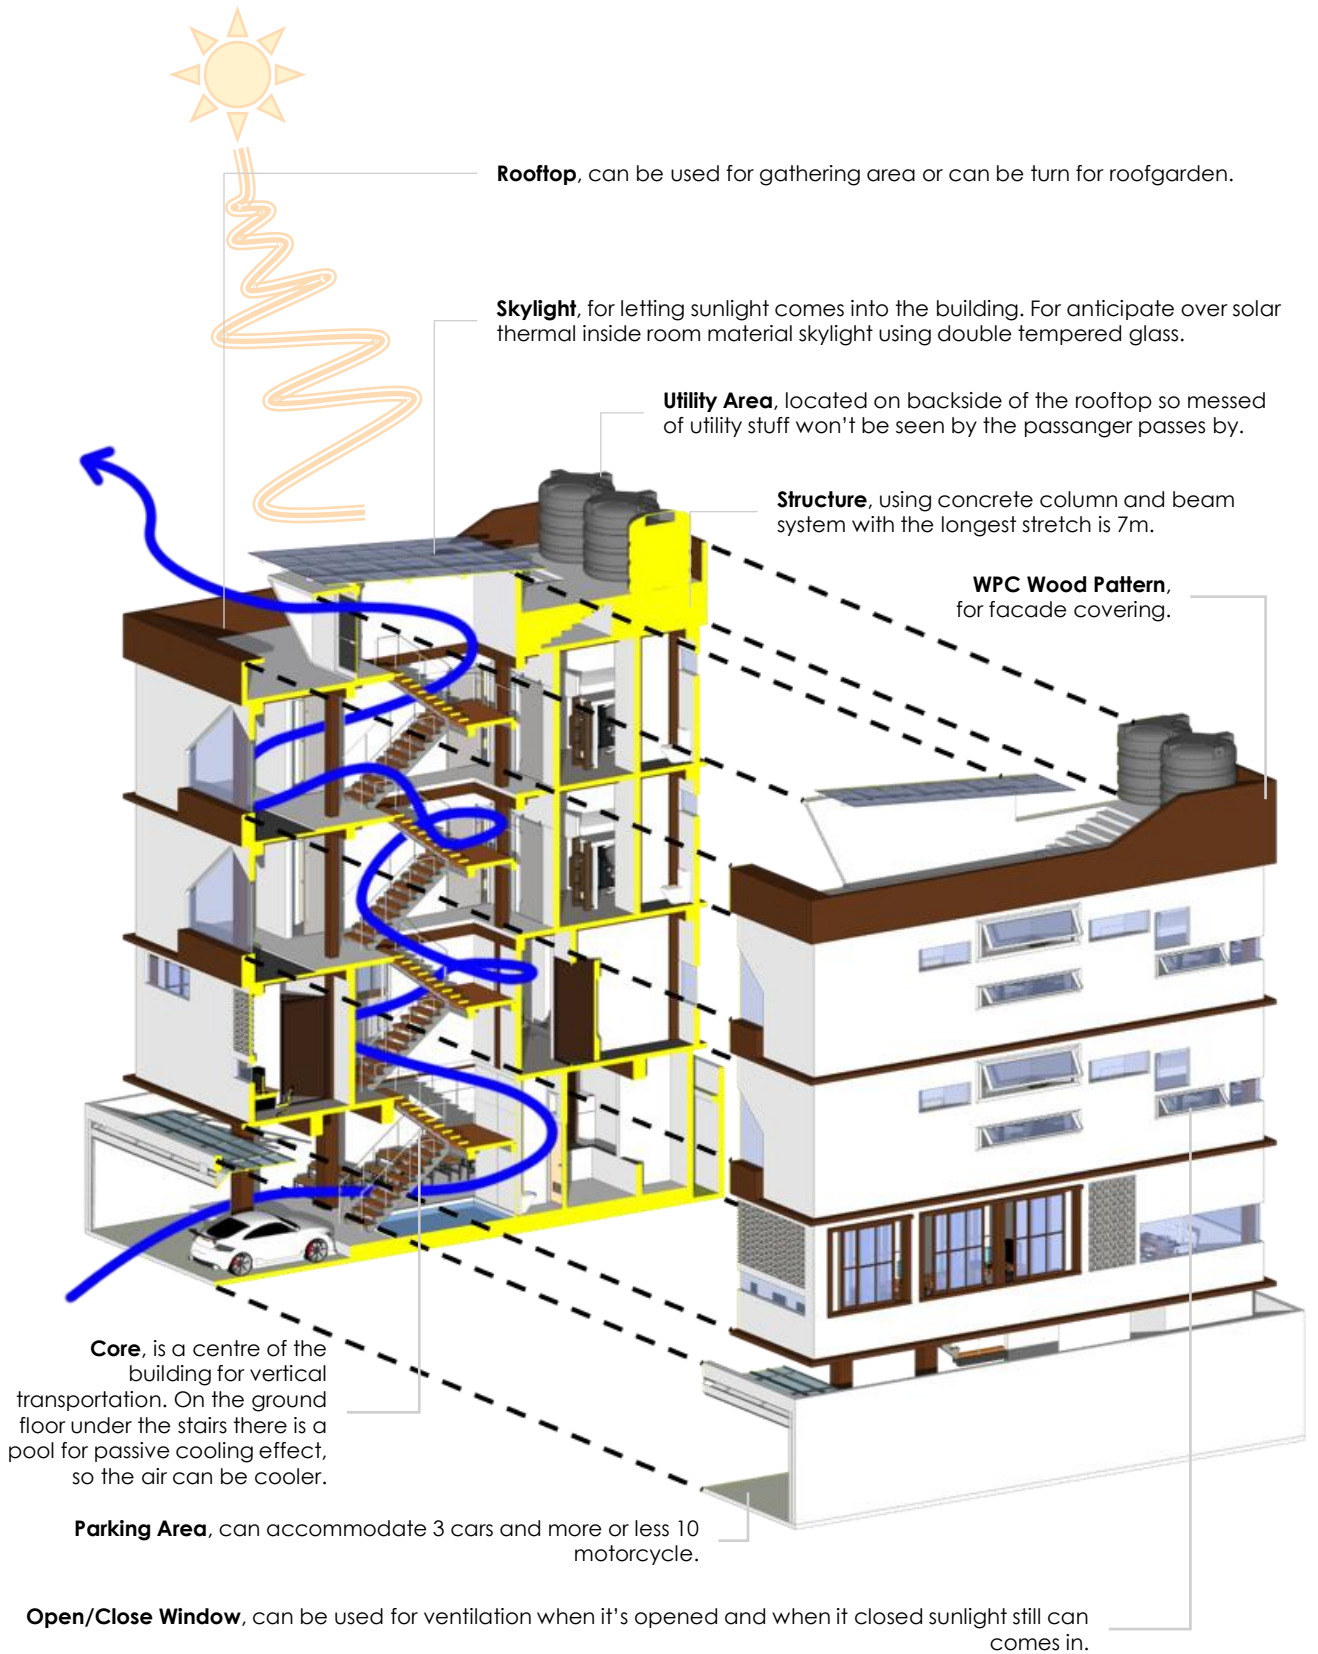 Rooftop, can be used for gathering area or can be turn for roofgarden.
Skylight, for letting sunlight comes into the building. For anticipate over solar
thermal inside room material skylight using double tempered glass.
Utility Area, located on backside of the rooftop so messed
of utility stuff won't be seen by the passanger passes by.
Structure, using concrete column and beam
system with the longest stretch is 7m.
WPC Wood Pattern,
for facade covering.
Core, is a centre of the
building for vertical
transportation. On the ground
floor under the stairs there is a
pool for passive cooling effect,
so the air can be cooler.
Parking Area, can accommodate 3 cars and more or less 10
motorcycle.
Open/Close Window, can be used for ventilation when it's opened and when it closed sunlight still can
comes in.